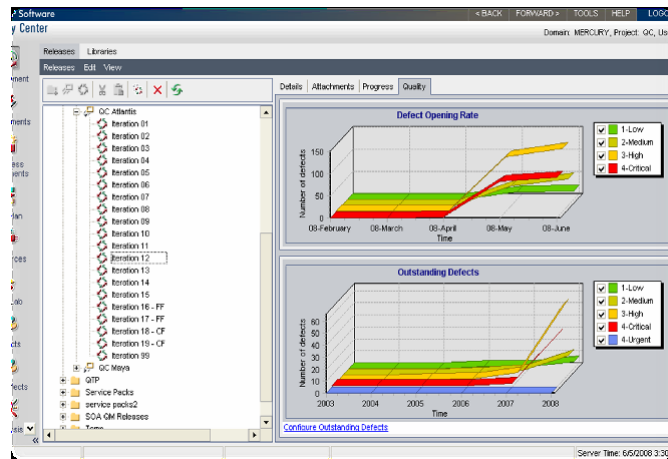 Software
< BACK FORWARD > TOOLS HELP
y Center
Domain: MERCURY, Project: QC, Us
Releases Libraries
Releases Edit View
Details Attachments Progress Quality
QC Atlantis
Iteration 01
Iteration 02
Iteration 03
Iteration 04
Iteration 05
Iteration 06
Iteration 07
Iteration 08
Iteration 09
Iteration 10
Iteration 11
Iteration 12
Iteration 13
Iteration 14
Iteration 15
Iteration 16 - FF
Iteration 17 - FF
Iteration 18 - CF
Iteration 19 - CF
Iteration 99
QC Maya
QTP
Service Packs
service packs2
SOA QM Releases
Defect Opening Rate
Number of defects
150
100
50
0
08-February 08-March 08-April 08-May 08-June
Time
1-Low
2-Medium
3-High
4-Critical
Outstanding Defects
Number of defects
60
50
40
30
20
10
0
2003 2004 2005 2006 2007 2008
Time
1-Low
2-Medium
3-High
4-Critical
4-Urgent
Configure Outstanding Defects
Server Time: 6/5/2008 3:30